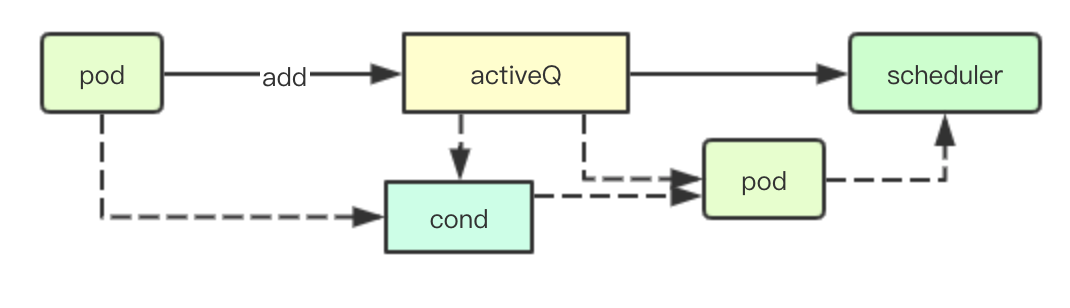 pod
add
activeQ
scheduler
pod
cond